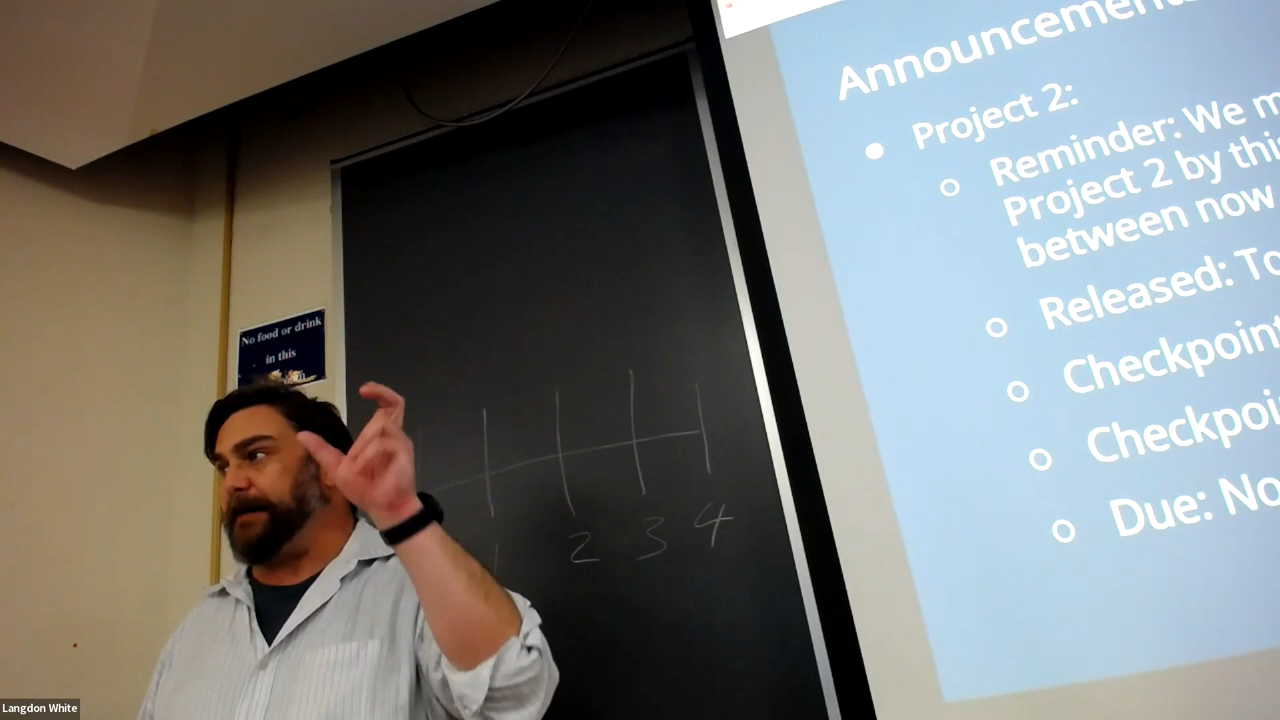 Announcement
Project 2:
Reminder: We m
Project 2 by thi
between now
Released: To
Checkpoint
Checkpoi
Due: No
No food or drink
in this
1 2 3 4
Langdon White